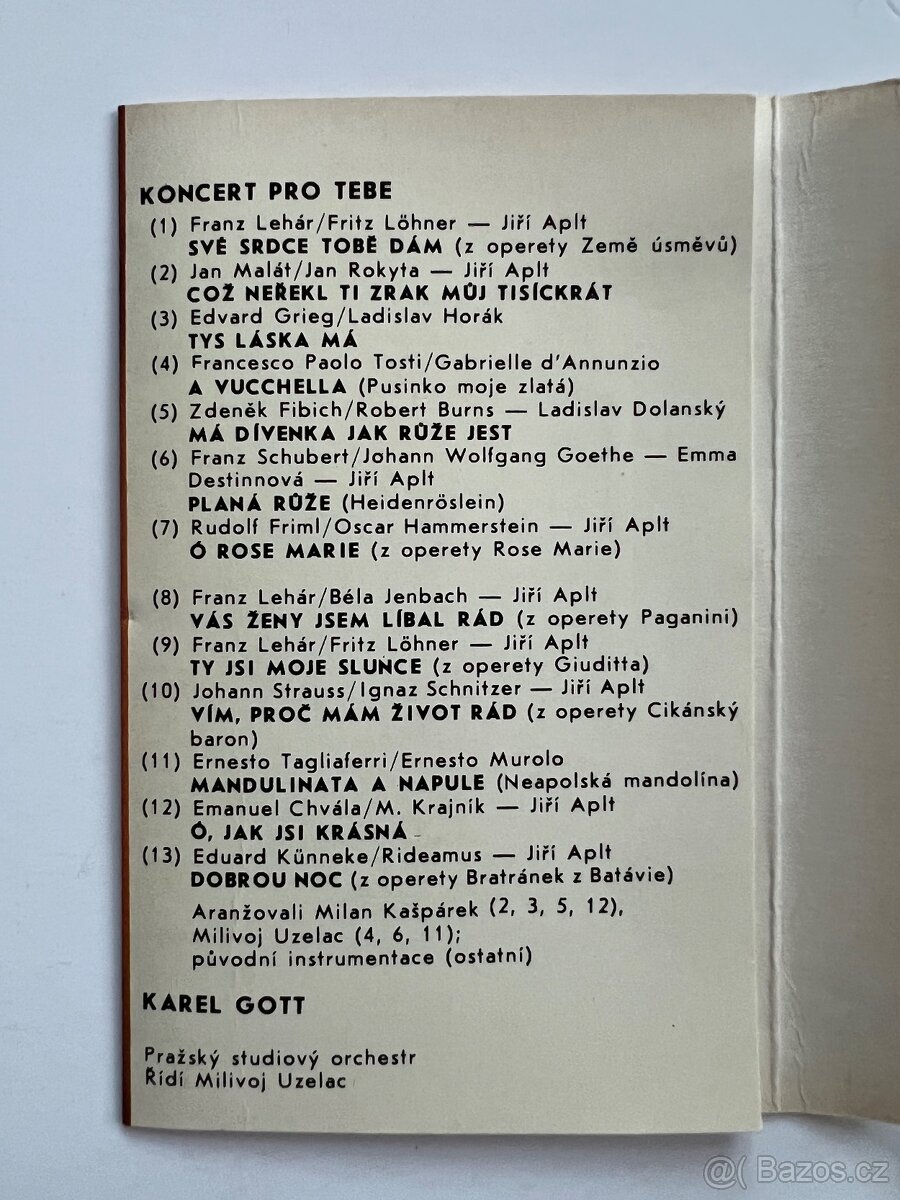 KONCERT PRO TEBE
(1) Franz Lehár/Fritz Löhner — Jiří Aplt
SVÉ SRDCE TOBĚ DÁM (z operety Země úsměvů)
(2) Jan Malát/Jan Rokyta — Jiří Aplt
COŽ NEŘEKL TI ZRAK MŮJ TISÍCKRÁT
(3) Edvard Grieg/Ladislav Horák
TYS LÁSKA MÁ
(4) Francesco Paolo Tosti/Gabrielle d'Annunzio
A VUCCHELLA (Pusinko moje zlatá)
(5) Zdeněk Fibich/Robert Burns — Ladislav Dolanský
MÁ DÍVENKA JAK RŮŽE JEST
(6) Franz Schubert/Johann Wolfgang Goethe — Emma
Destinnová — Jiří Aplt
PLANÁ RŮŽE (Heidenröslein)
(7) Rudolf Friml/Oscar Hammerstein — Jiří Aplt
Ó ROSE MARIE (z operety Rose Marie)
(8) Franz Lehár/Béla Jenbach — Jiří Aplt
VÁS ŽENY JSEM LÍBAL RÁD (z operety Paganini)
(9) Franz Lehár/Fritz Löhner — Jiří Aplt
TY JSI MOJE SLUNCE (z operety Giuditta)
(10) Johann Strauss/Ignaz Schnitzer — Jiří Aplt
VÍM, PROČ MÁM ŽIVOT RÁD (z operety Cikánský
baron)
(11) Ernesto Tagliaferri/Ernesto Murolo
MANDULINATA A NAPULE (Neapolská mandolína)
(12) Emanuel Chvála/M. Krajník — Jiří Aplt
Ó, JAK JSI KRÁSNÁ
(13) Eduard Künneke/Rideamus — Jiří Aplt
DOBROU NOC (z operety Bratránek z Batávie)
Aranžovali Milan Kašpárek (2, 3, 5, 12),
Milivoj Uzelac (4, 6, 11);
původní instrumentace (ostatní)
KAREL GOTT
Pražský studiový orchestr
Řídí Milivoj Uzelac
@( Bazos.cz